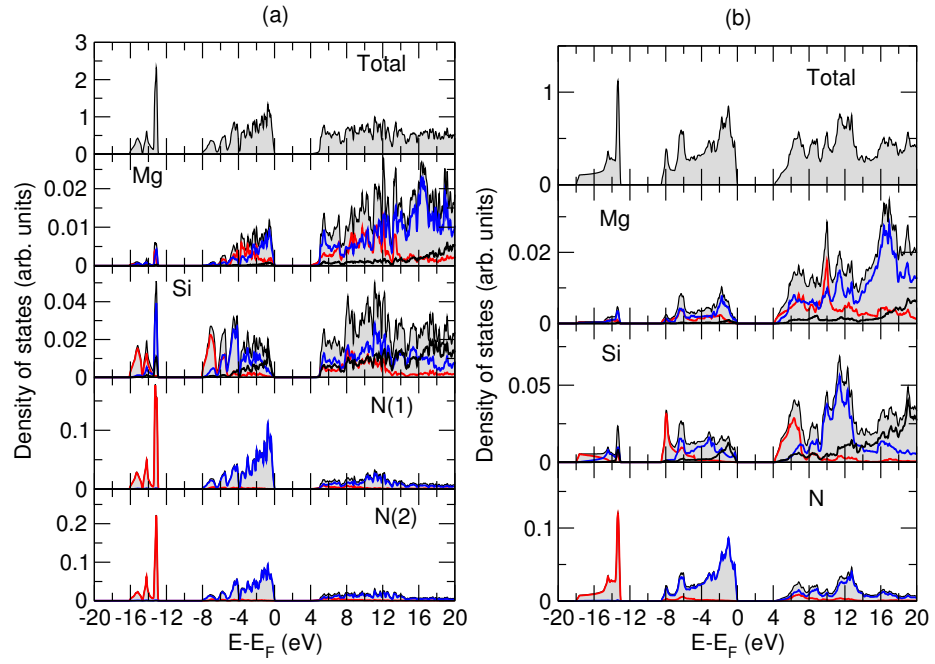 (a)
3
2
1
0
Total
0.02
0.01
0
Mg
0.04
0.02
0
Si
0.1
0
N(1)
0.2
0.1
0
N(2)
-20 -16 -12 -8 -4 0 4 8 12 16 20
E-E_F (eV)
Density of states (arb. units)
(b)
1
0
Total
0.02
0
Mg
0.05
0
Si
0.1
0
N
-20 -16 -12 -8 -4 0 4 8 12 16 20
E-E_F (eV)
Density of states (arb. units)